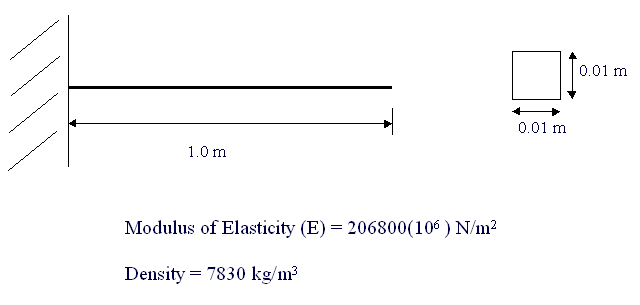 0.01 m
0.01 m
1.0 m
Modulus of Elasticity (E) = 206800(10⁶ ) N/m²
Density = 7830 kg/m³